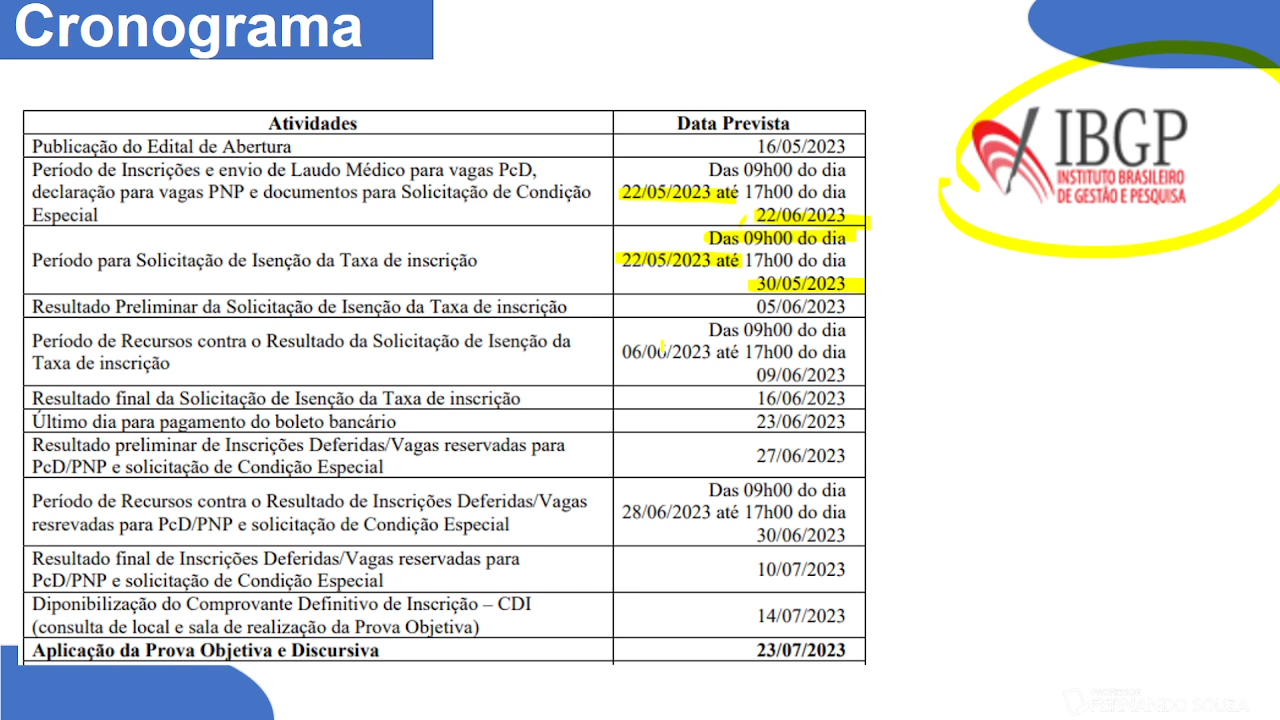 Cronograma
IBGP
INSTITUTO BRASILEIRO
DE GESTÃO E PESQUISA
Atividades Data Prevista
Publicação do Edital de Abertura 16/05/2023
Período de Inscrições e envio de Laudo Médico para vagas PcD,
declaração para vagas PNP e documentos para Solicitação de Condição
Especial
Das 09h00 do dia
22/05/2023 até 17h00 do dia
22/06/2023
Período para Solicitação de Isenção da Taxa de inscrição
Das 09h00 do dia
22/05/2023 até 17h00 do dia
30/05/2023
Resultado Preliminar da Solicitação de Isenção da Taxa de inscrição 05/06/2023
Período de Recursos contra o Resultado da Solicitação de Isenção da
Taxa de inscrição
Das 09h00 do dia
06/06/2023 até 17h00 do dia
09/06/2023
Resultado final da Solicitação de Isenção da Taxa de inscrição 16/06/2023
Último dia para pagamento do boleto bancário 23/06/2023
Resultado preliminar de Inscrições Deferidas/Vagas reservadas para
PcD/PNP e solicitação de Condição Especial
27/06/2023
Período de Recursos contra o Resultado de Inscrições Deferidas/Vagas
resrevadas para PcD/PNP e solicitação de Condição Especial
Das 09h00 do dia
28/06/2023 até 17h00 do dia
30/06/2023
Resultado final de Inscrições Deferidas/Vagas reservadas para
PcD/PNP e solicitação de Condição Especial
10/07/2023
Diponibilização do Comprovante Definitivo de Inscrição – CDI
(consulta de local e sala de realização da Prova Objetiva)
14/07/2023
Aplicação da Prova Objetiva e Discursiva 23/07/2023
PROFESSOR
FERNANDO SOUZA